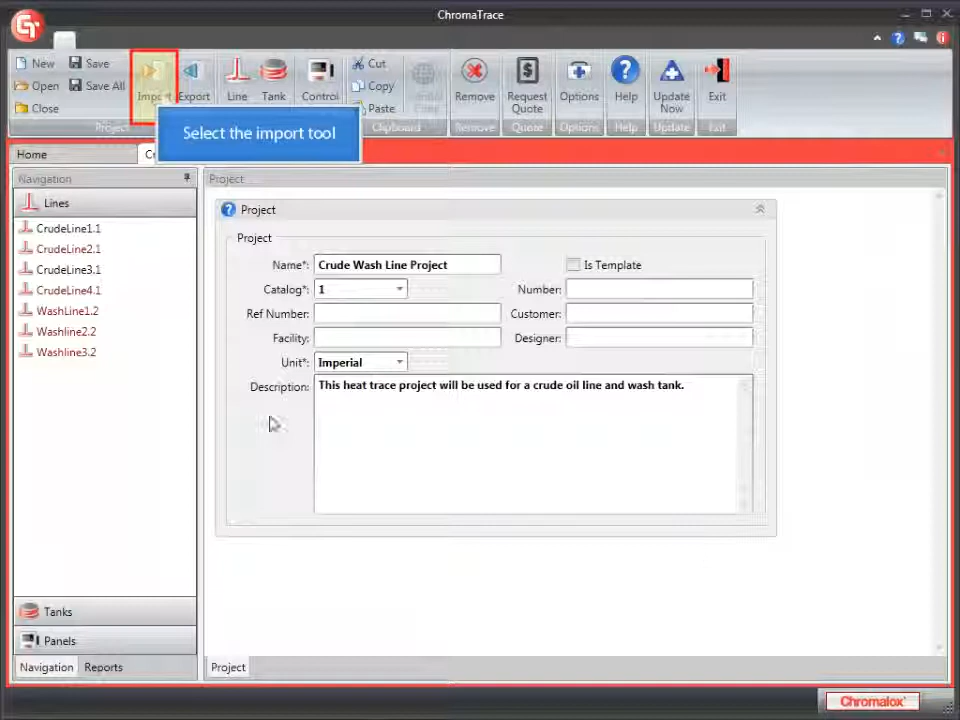 ChromaTrace
New
Save
Open
Save All
Close
Import
Export
Line
Tank
Control
Cut
Copy
Paste
Remove
Request
Quote
Options
Help
Update
Now
Exit
Project
Clipboard
Remove
Quote
Options
Help
Update
Exit
Select the import tool
Home
Navigation
Lines
CrudeLine1.1
CrudeLine2.1
CrudeLine3.1
CrudeLine4.1
WashLine1.2
Washline2.2
Washline3.2
Tanks
Panels
Navigation
Reports
Project
Project
Project
Name*: Crude Wash Line Project
Is Template
Catalog*: 1
Number:
Ref Number:
Customer:
Facility:
Designer:
Unit*: Imperial
Description: This heat trace project will be used for a crude oil line and wash tank.
Project
Chromalox